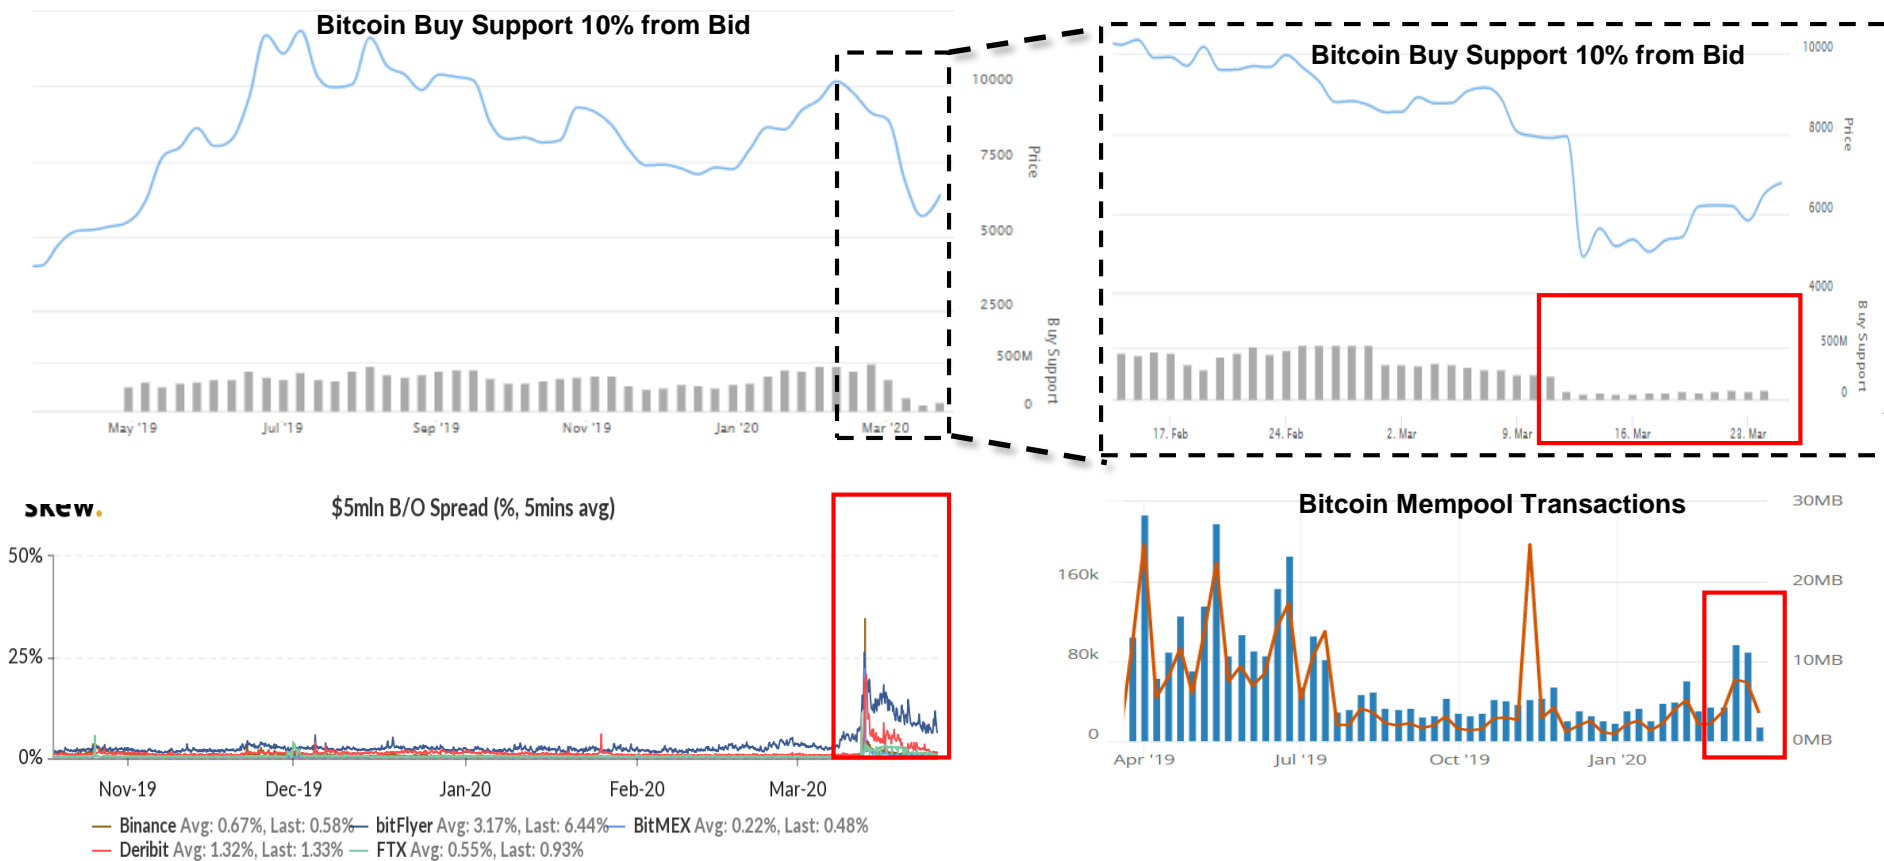 Bitcoin Buy Support 10% from Bid
10000
7500
5000
2500
Price
500M
0
Buy Support
May '19
Jul '19
Sep '19
Nov '19
Jan '20
Mar '20
Bitcoin Buy Support 10% from Bid
10000
8000
6000
4000
Price
500M
0
Buy Support
17. Feb
24. Feb
2. Mar
9. Mar
16. Mar
23. Mar
skew.
$5mln B/O Spread (%, 5mins avg)
50%
25%
0%
Nov-19
Dec-19
Jan-20
Feb-20
Mar-20
Binance Avg: 0.67%, Last: 0.58% bitFlyer Avg: 3.17%, Last: 6.44% BitMEX Avg: 0.22%, Last: 0.48%
Deribit Avg: 1.32%, Last: 1.33% FTX Avg: 0.55%, Last: 0.93%
Bitcoin Mempool Transactions
160k
80k
0
30MB
20MB
10MB
0MB
Apr '19
Jul '19
Oct '19
Jan '20